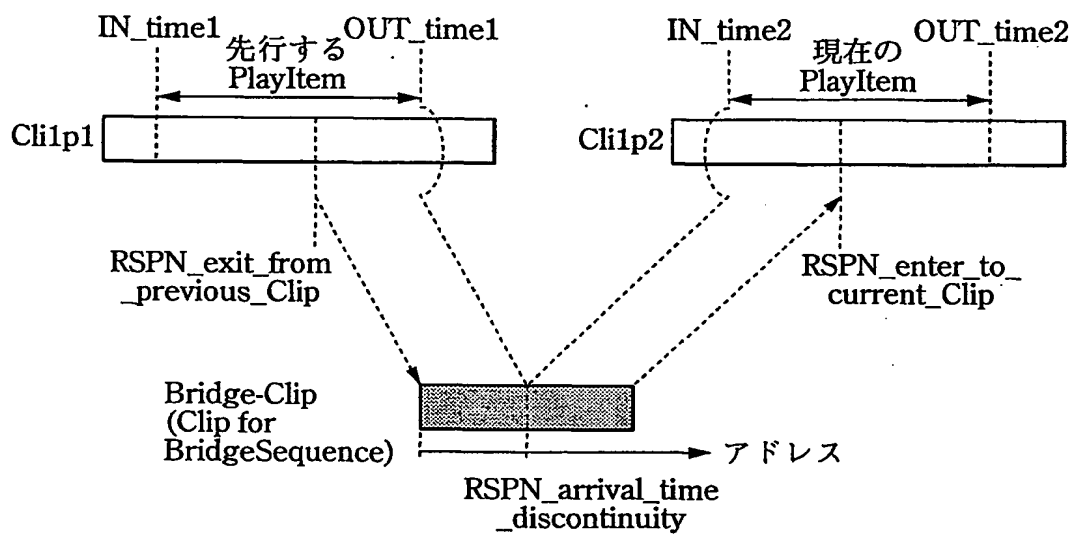 IN_time1
OUT_time1
先行する
PlayItem
IN_time2
OUT_time2
現在の
PlayItem
Cli1p1
Cli1p2
RSPN_exit_from
_previous_Clip
RSPN_enter_to_
current_Clip
Bridge-Clip
(Clip for
BridgeSequence)
アドレス
RSPN_arrival_time
_discontinuity